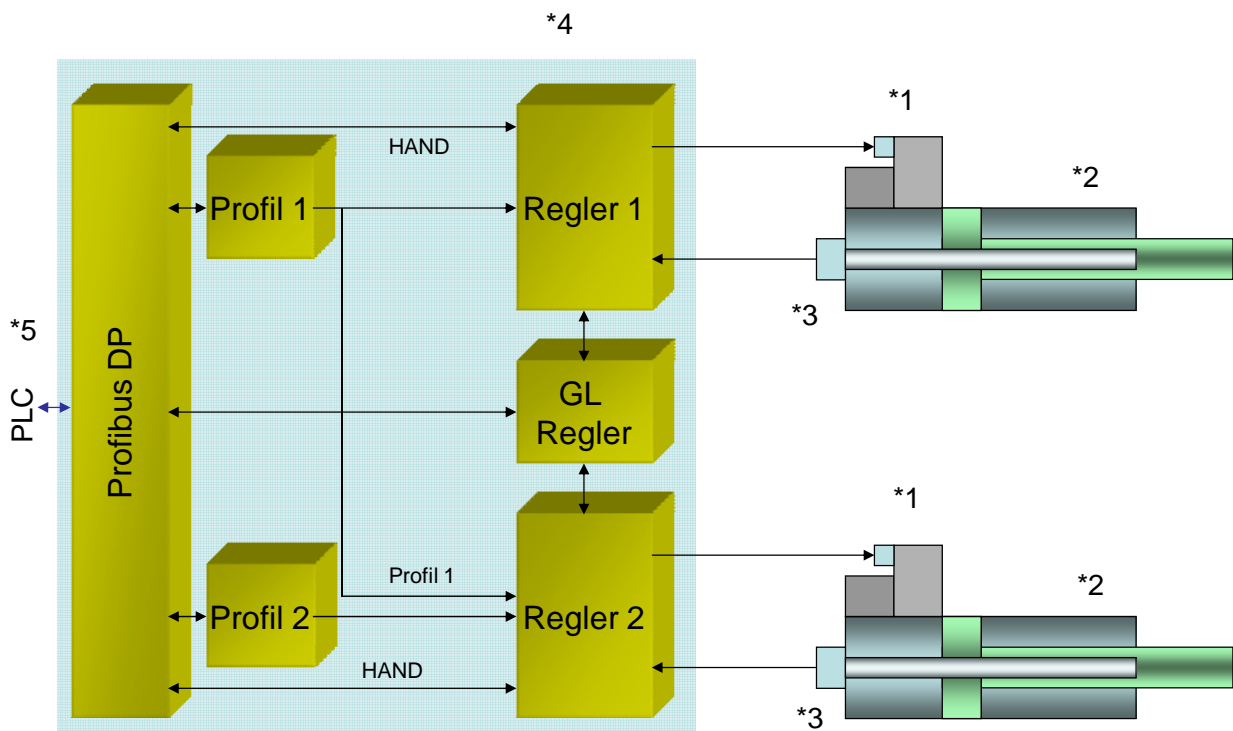 *4
*1
HAND
*2
Profil 1
Regler 1
*3
*5
PLC
Profibus DP
GL
Regler
*1
Profil 1
*2
Profil 2
Regler 2
HAND
*3